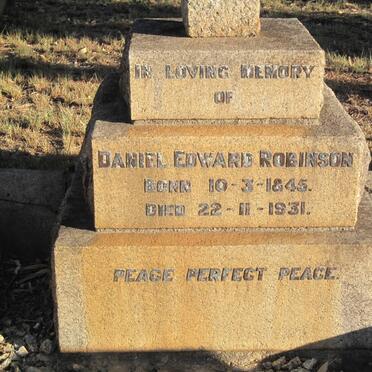 IN LOVING MEMORY
OF
DANIEL EDWARD ROBINSON
BORN 10-3-1845.
DIED 22-11-1931.
PEACE PERFECT PEACE.